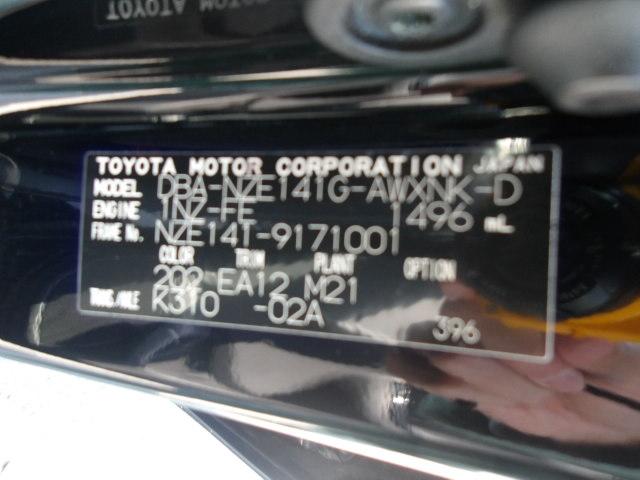 TOYOTA MOTOR CORPORATION JAPAN
MODEL DBA-NZE141G-AWXNK-D
ENGINE 1NZ-FE 1496 mL
FRAME No. NZE141-9171001
COLOR TRIM PLANT OPTION
202 EA12 M21
TRANS/AXLE K310 -02A
396